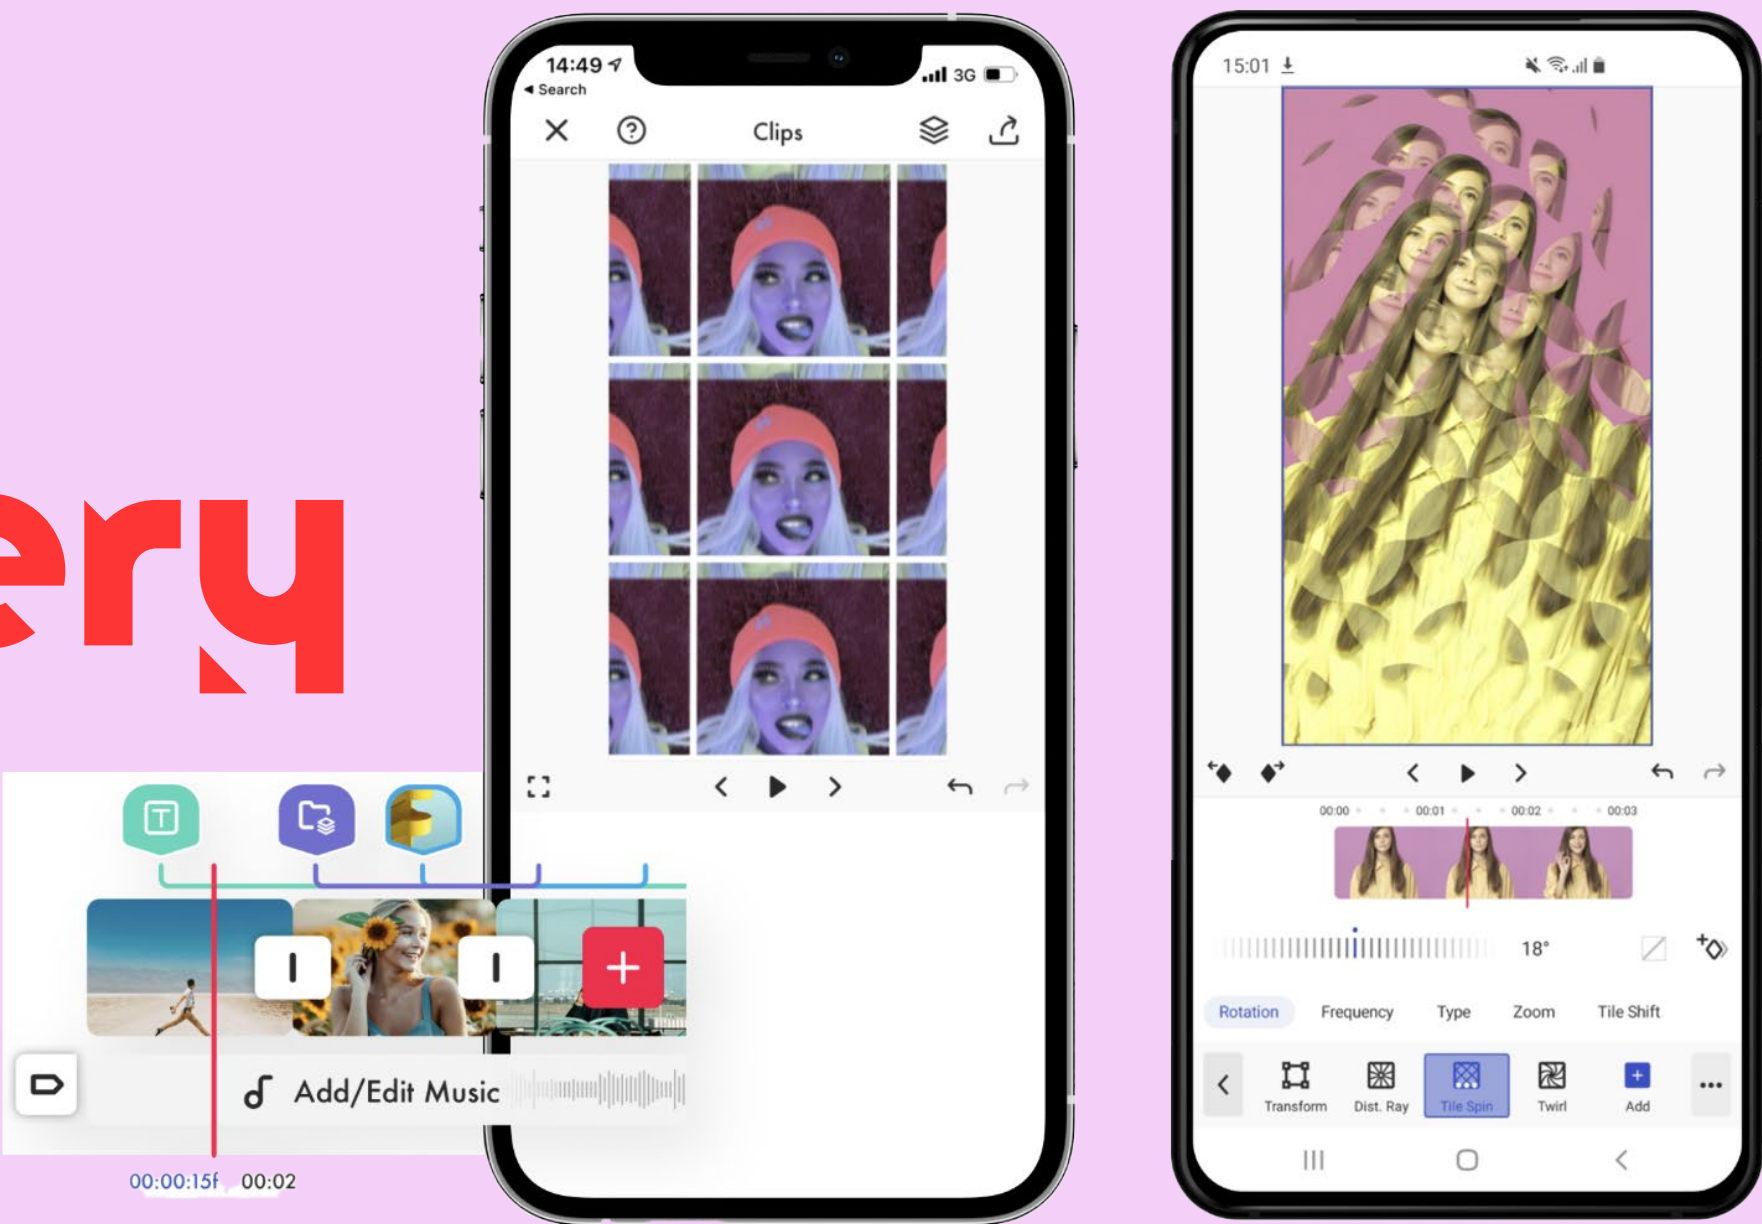 ery
14:49
Search
3G
Clips
Add/Edit Music
00:00:15f 00:02
15:01
00:00 00:01 00:02 00:03
18°
Rotation Frequency Type Zoom Tile Shift
Transform Dist. Ray Tile Spin Twirl Add